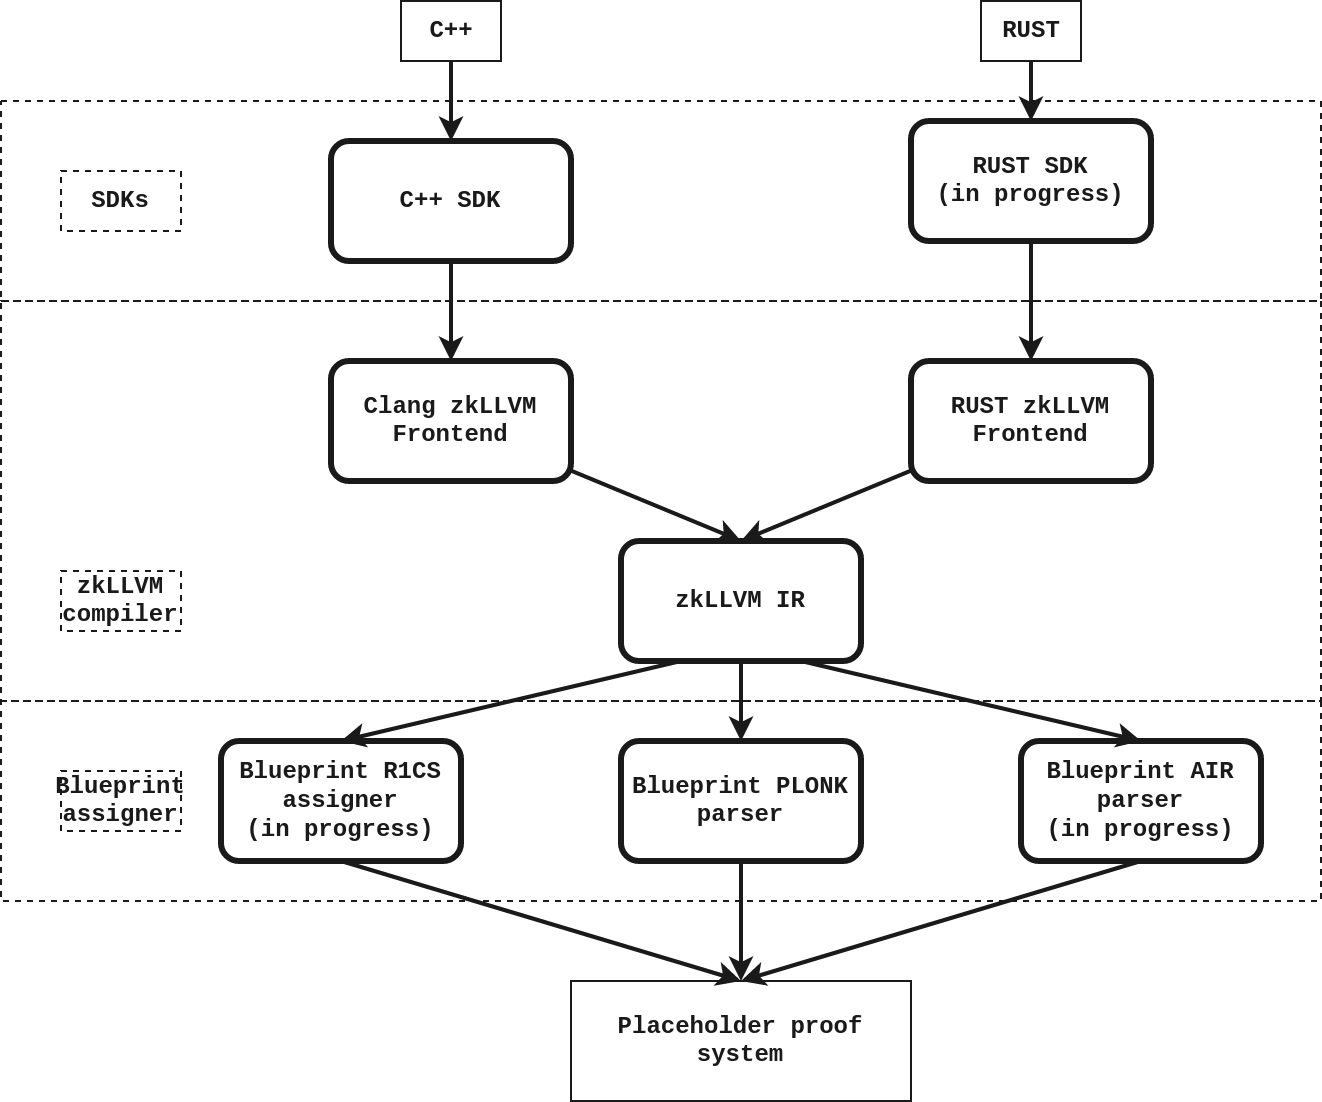 C++
RUST
SDKs
C++ SDK
RUST SDK
(in progress)
Clang zkLLVM
Frontend
RUST zkLLVM
Frontend
zkLLVM
compiler
zkLLVM IR
Blueprint
assigner
Blueprint R1CS
assigner
(in progress)
Blueprint PLONK
parser
Blueprint AIR
parser
(in progress)
Placeholder proof
system